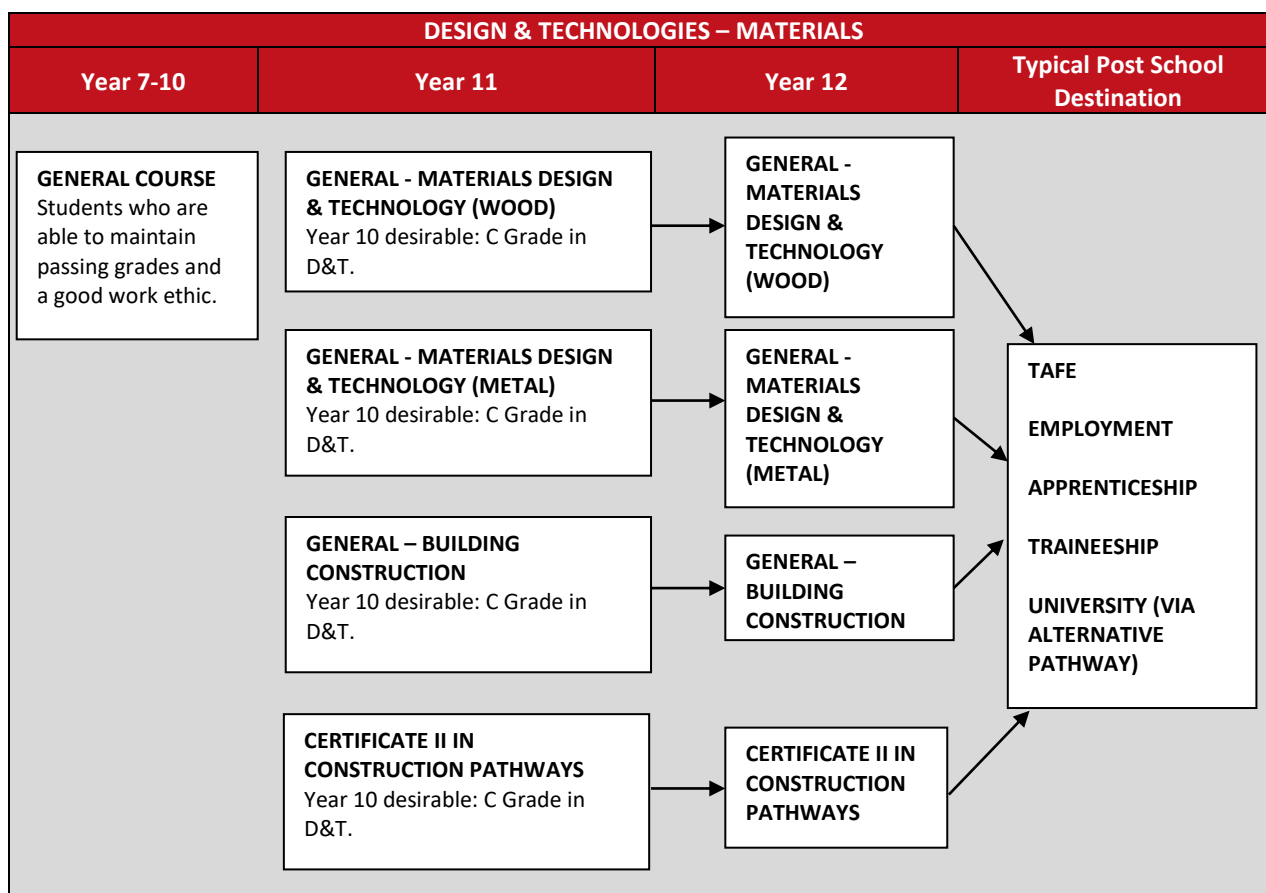 DESIGN & TECHNOLOGIES – MATERIALS
Year 7-10
Year 11
Year 12
Typical Post School
Destination
GENERAL COURSE
Students who are
able to maintain
passing grades and
a good work ethic.
GENERAL - MATERIALS DESIGN
& TECHNOLOGY (WOOD)
Year 10 desirable: C Grade in
D&T.
GENERAL -
MATERIALS
DESIGN &
TECHNOLOGY
(WOOD)
GENERAL - MATERIALS DESIGN
& TECHNOLOGY (METAL)
Year 10 desirable: C Grade in
D&T.
GENERAL -
MATERIALS
DESIGN &
TECHNOLOGY
(METAL)
GENERAL – BUILDING
CONSTRUCTION
Year 10 desirable: C Grade in
D&T.
GENERAL –
BUILDING
CONSTRUCTION
CERTIFICATE II IN
CONSTRUCTION PATHWAYS
Year 10 desirable: C Grade in
D&T.
CERTIFICATE II IN
CONSTRUCTION
PATHWAYS
TAFE
EMPLOYMENT
APPRENTICESHIP
TRAINEESHIP
UNIVERSITY (VIA
ALTERNATIVE
PATHWAY)